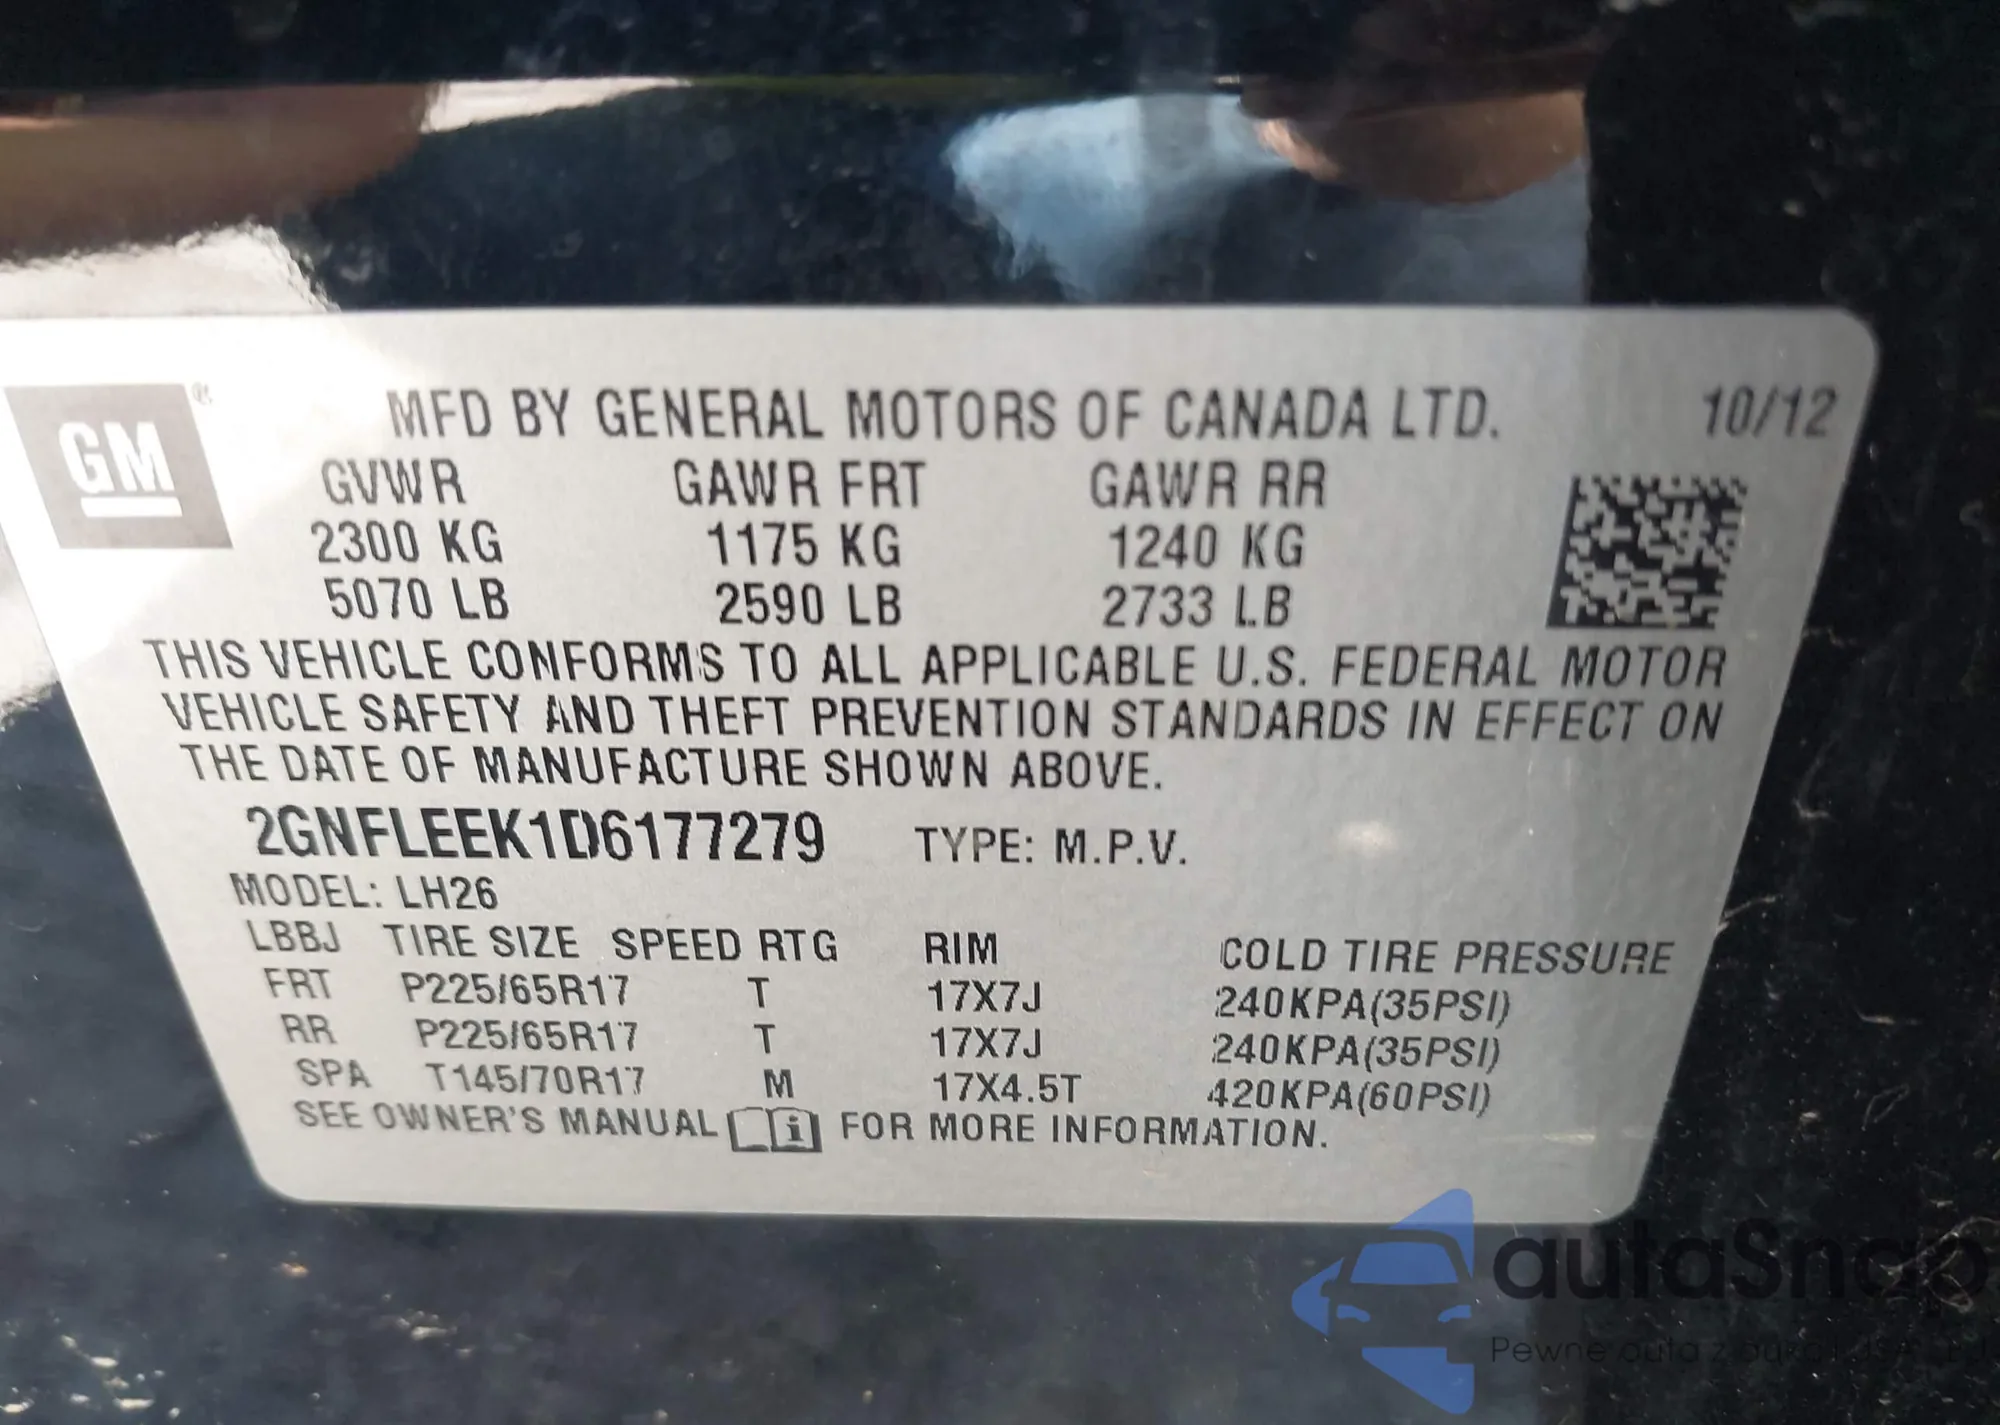 GM®
MFD BY GENERAL MOTORS OF CANADA LTD. 10/12
GVWR GAWR FRT GAWR RR
2300 KG 1175 KG 1240 KG
5070 LB 2590 LB 2733 LB
THIS VEHICLE CONFORMS TO ALL APPLICABLE U.S. FEDERAL MOTOR
VEHICLE SAFETY AND THEFT PREVENTION STANDARDS IN EFFECT ON
THE DATE OF MANUFACTURE SHOWN ABOVE.
2GNFLEEK1D6177279 TYPE: M.P.V.
MODEL: LH26
LBBJ TIRE SIZE SPEED RTG RIM COLD TIRE PRESSURE
FRT P225/65R17 T 17X7J 240KPA(35PSI)
RR P225/65R17 T 17X7J 240KPA(35PSI)
SPA T145/70R17 M 17X4.5T 420KPA(60PSI)
SEE OWNER'S MANUAL i FOR MORE INFORMATION.
autaSnap
Pewne auta z aukcji USA